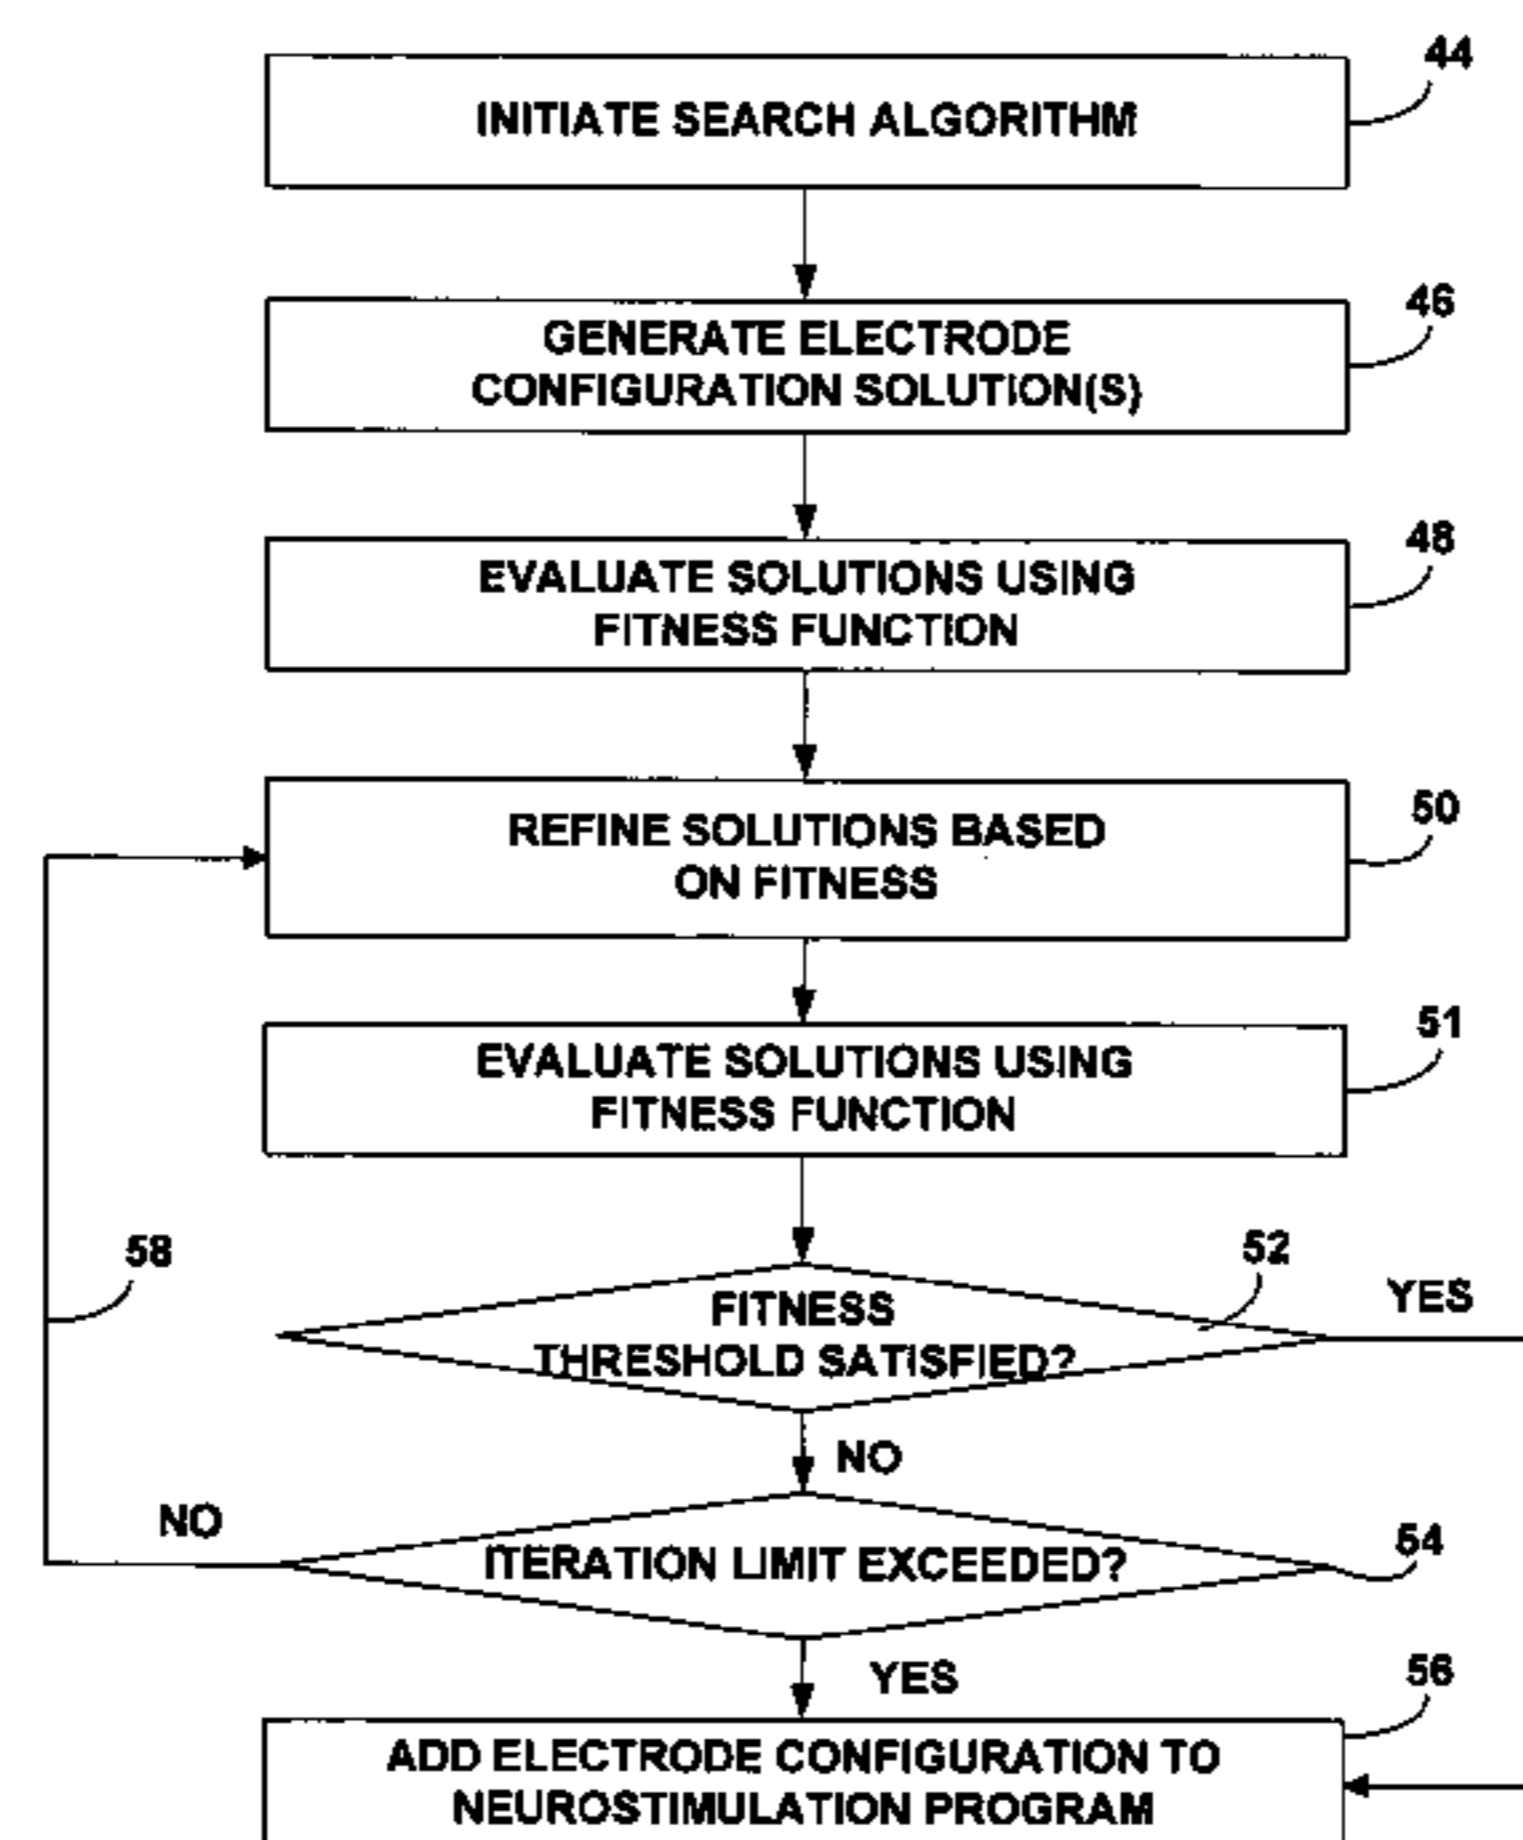 44
INITIATE SEARCH ALGORITHM
46
GENERATE ELECTRODE
CONFIGURATION SOLUTION(S)
48
EVALUATE SOLUTIONS USING
FITNESS FUNCTION
50
REFINE SOLUTIONS BASED
ON FITNESS
51
EVALUATE SOLUTIONS USING
FITNESS FUNCTION
58
52
YES
FITNESS
THRESHOLD SATISFIED?
NO
NO
54
ITERATION LIMIT EXCEEDED?
YES
56
ADD ELECTRODE CONFIGURATION TO
NEUROSTIMULATION PROGRAM